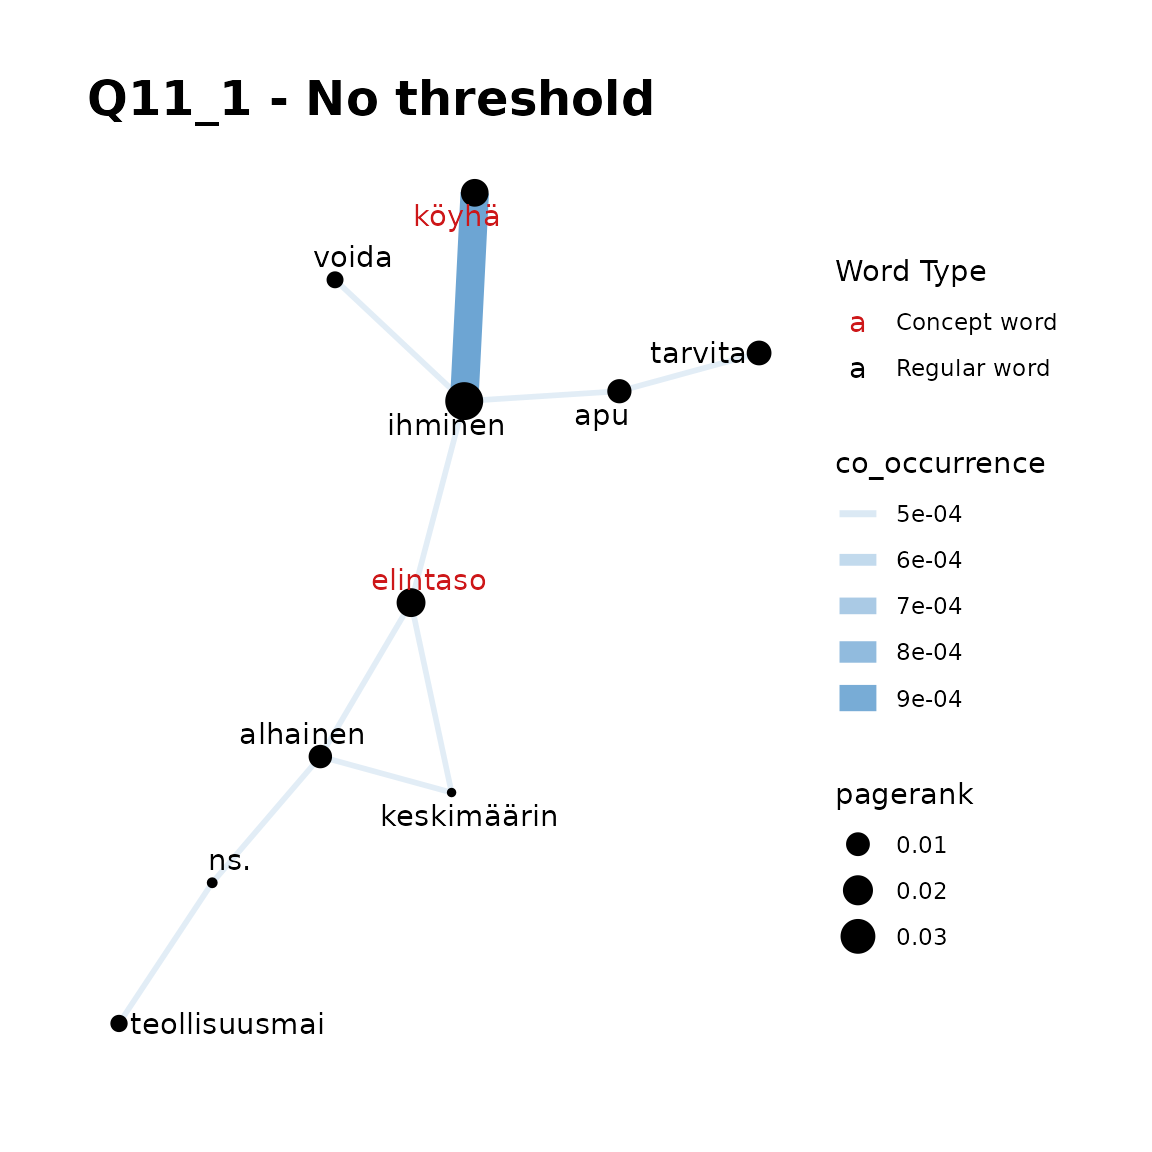 Q11_1 - No threshold
köyhä
voida
tarvita
ihminen
apu
elintaso
alhainen
keskimäärin
ns.
teollisuusmai
Word Type
a Concept word
a Regular word
co_occurrence
5e-04
6e-04
7e-04
8e-04
9e-04
pagerank
0.01
0.02
0.03